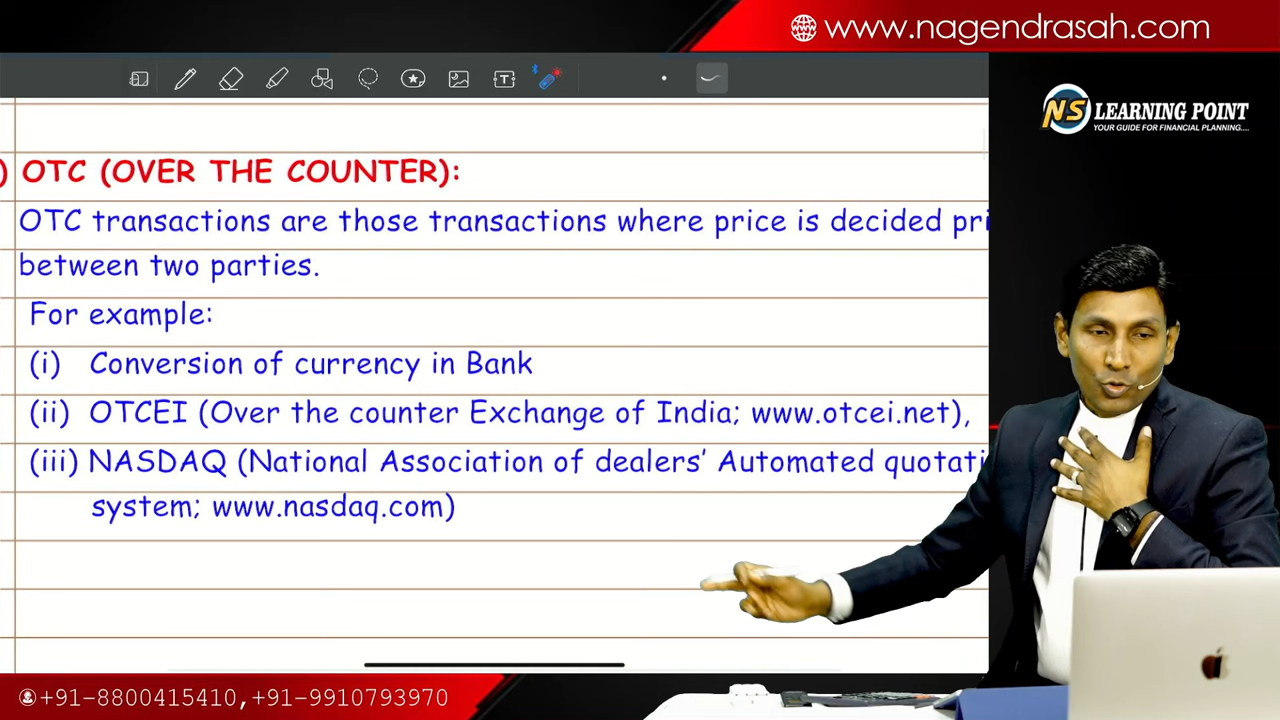 www.nagendrasah.com
NS LEARNING POINT
YOUR GUIDE FOR FINANCIAL PLANNING....
T
) OTC (OVER THE COUNTER):
OTC transactions are those transactions where price is decided pri
between two parties.
For example:
(i) Conversion of currency in Bank
(ii) OTCEI (Over the counter Exchange of India; www.otcei.net),
(iii) NASDAQ (National Association of dealers’ Automated quotati
system; www.nasdaq.com)
+91-8800415410,+91-9910793970